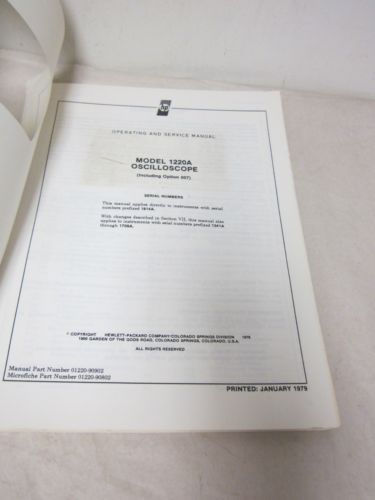 hp
OPERATING AND SERVICE MANUAL
MODEL 1220A
OSCILLOSCOPE
(Including Option 007)
SERIAL NUMBERS
This manual applies directly to instruments with serial
numbers prefixed 1814A.
With changes described in Section VII, this manual also
applies to instruments with serial numbers prefixed 1341A
through 1708A.
© COPYRIGHT HEWLETT-PACKARD COMPANY/COLORADO SPRINGS DIVISION 1976
1900 GARDEN OF THE GODS ROAD, COLORADO SPRINGS, COLORADO, U.S.A.
ALL RIGHTS RESERVED
Manual Part Number 01220-90902
Microfiche Part Number 01220-90802
PRINTED: JANUARY 1979